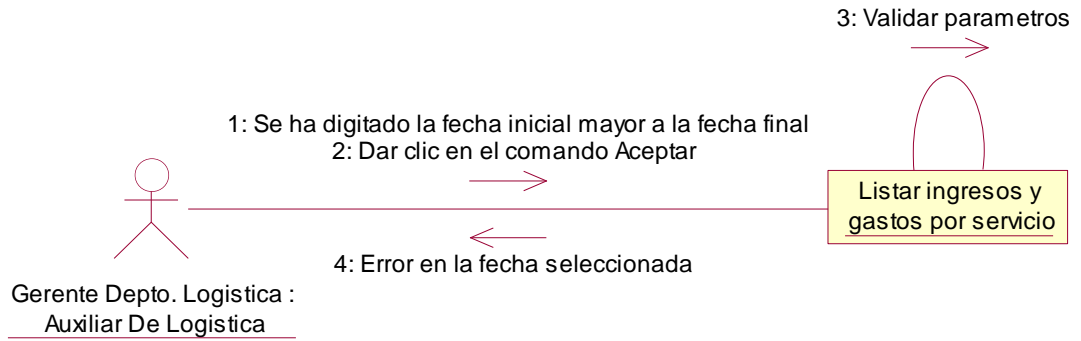 3: Validar parametros
1: Se ha digitado la fecha inicial mayor a la fecha final
2: Dar clic en el comando Aceptar
Listar ingresos y
gastos por servicio
4: Error en la fecha seleccionada
Gerente Depto. Logistica :
Auxiliar De Logistica